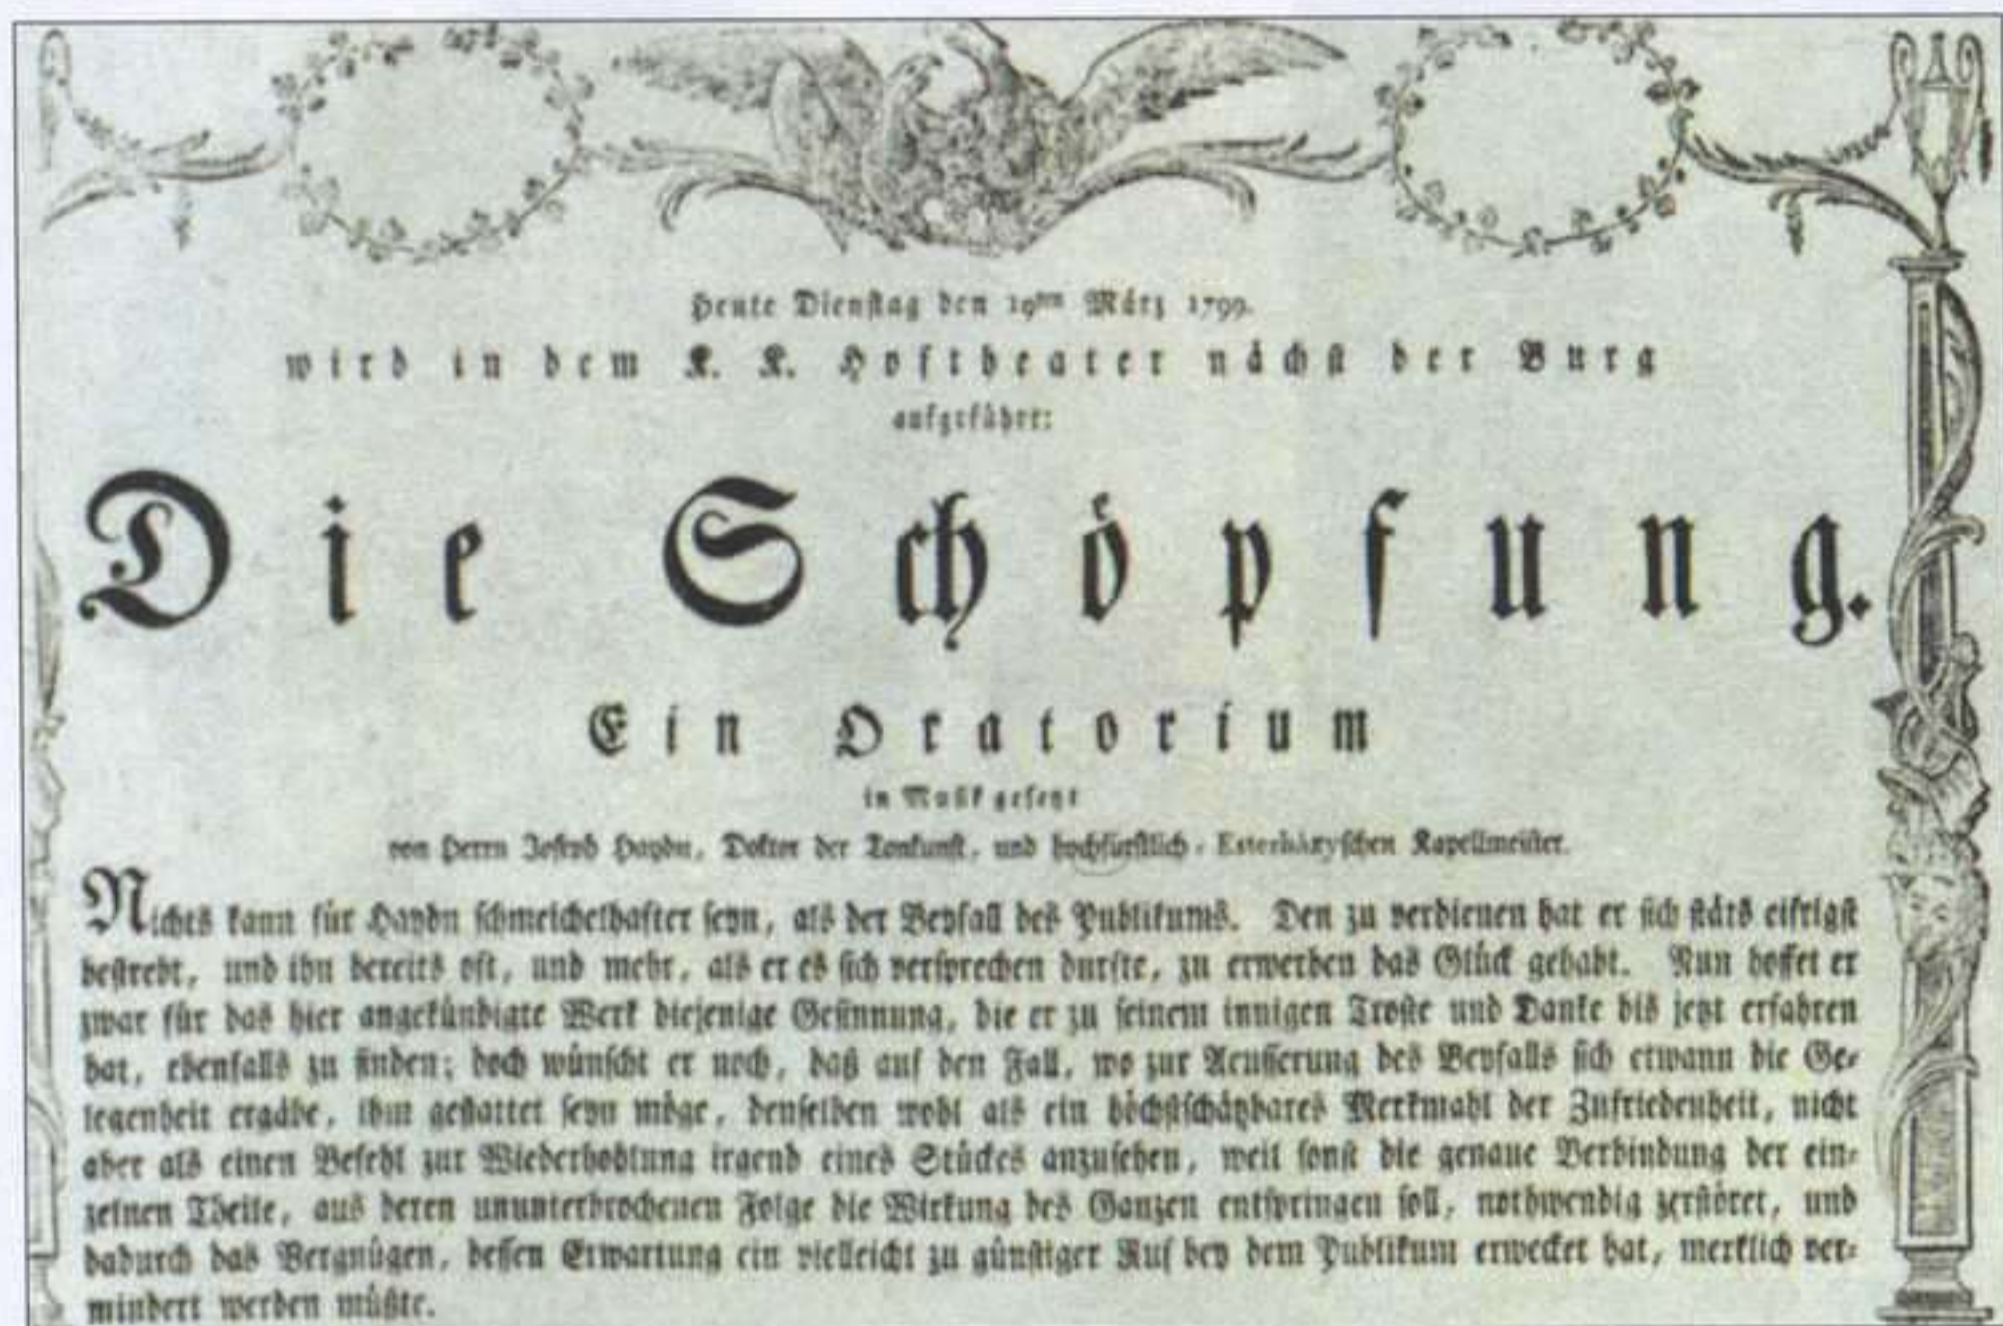 Heute Dienstag den 19ten März 1799.
wird in dem K. K. Hoftheater nächst der Burg
aufgeführt:
Die Schöpfung.
Ein Oratorium
in Musik gesetzt
von Herrn Joseph Haydn, Doktor der Tonkunst, und hochfürstlich-Esterházyschen Kapellmeister.
Nichts kann für Haydn schmeichelhafter seyn, als der Beyfall des Publikums. Den zu verdienen hat er sich stäts eifrigst
bestrebt, und ihn bereits oft, und mehr, als er es sich versprechen durfte, zu erwerben das Glück gehabt. Nun hoffet er
zwar für das hier angekündigte Werk diejenige Gesinnung, die er zu seinem innigen Troste und Danke bis jetzt erfahren
hat, ebenfalls zu finden; doch wünscht er noch, daß auf den Fall, wo zur Aeusserung des Beyfalls sich etwann die Ge-
legenheit ergäbe, ihm gestattet seyn möge, denselben wohl als ein höchstschätzbares Merkmahl der Zufriedenheit, nicht
aber als einen Befehl zur Wiederhohlung irgend eines Stückes anzusehen, weil sonst die genaue Verbindung der ein-
zelnen Theile, aus deren ununterbrochenen Folge die Wirkung des Ganzen entspringen soll, nothwendig zerstöret, und
dadurch das Vergnügen, dessen Erwartung ein vielleicht zu günstiger Ruf bey dem Publikum erwecket hat, merklich ver-
mindert werden müßte.